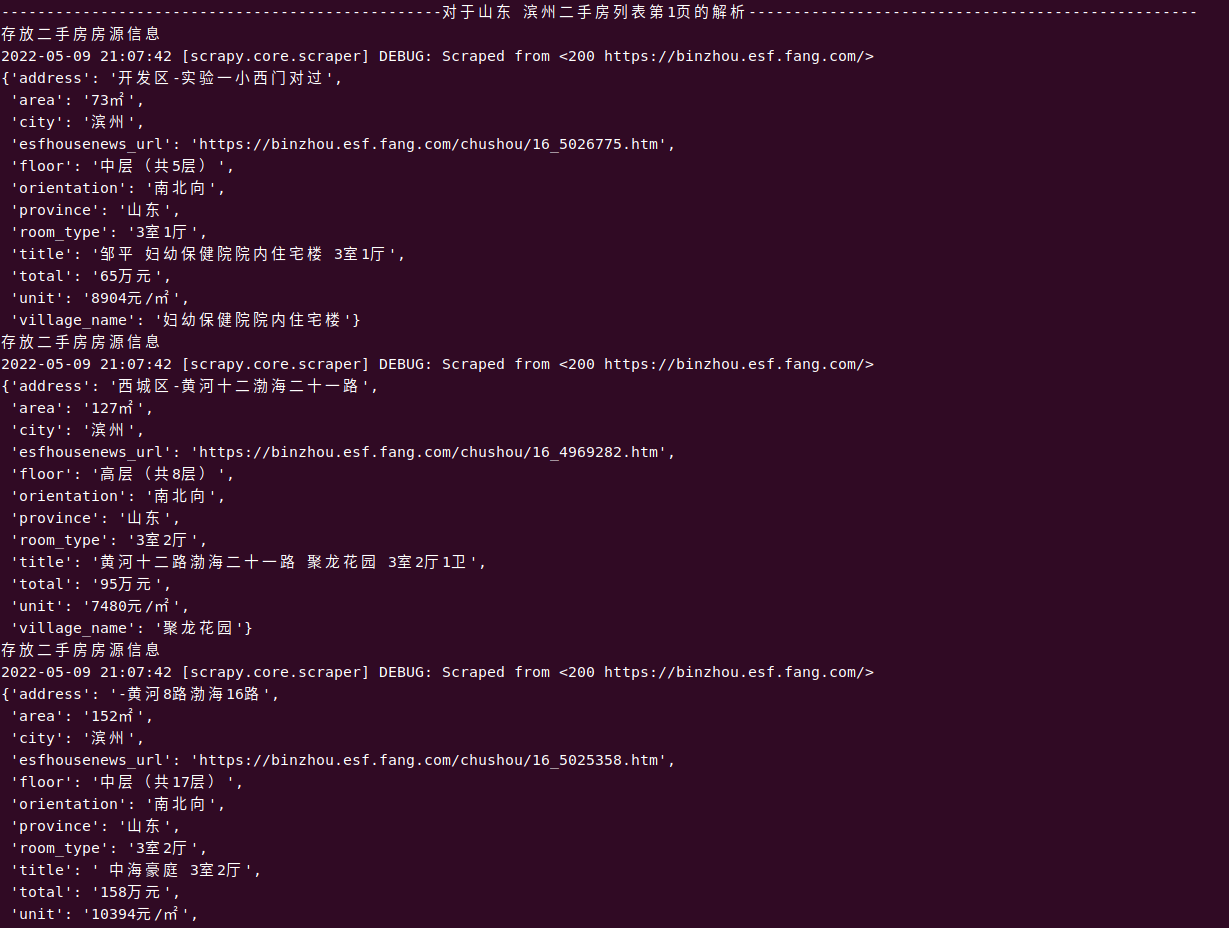 -------------------------------------------------对于山东 滨州二手房列表第1页的解析--------------------------------------------------
存放二手房房源信息
2022-05-09 21:07:42 [scrapy.core.scraper] DEBUG: Scraped from <200 https://binzhou.esf.fang.com/>
{'address': '开发区-实验一小西门对过',
'area': '73㎡',
'city': '滨州',
'esfhousenews_url': 'https://binzhou.esf.fang.com/chushou/16_5026775.htm',
'floor': '中层（共5层）',
'orientation': '南北向',
'province': '山东',
'room_type': '3室1厅',
'title': '邹平 妇幼保健院院内住宅楼 3室1厅',
'total': '65万元',
'unit': '8904元/㎡',
'village_name': '妇幼保健院院内住宅楼'}
存放二手房房源信息
2022-05-09 21:07:42 [scrapy.core.scraper] DEBUG: Scraped from <200 https://binzhou.esf.fang.com/>
{'address': '西城区-黄河十二渤海二十一路',
'area': '127㎡',
'city': '滨州',
'esfhousenews_url': 'https://binzhou.esf.fang.com/chushou/16_4969282.htm',
'floor': '高层（共8层）',
'orientation': '南北向',
'province': '山东',
'room_type': '3室2厅',
'title': '黄河十二路渤海二十一路 聚龙花园 3室2厅1卫',
'total': '95万元',
'unit': '7480元/㎡',
'village_name': '聚龙花园'}
存放二手房房源信息
2022-05-09 21:07:42 [scrapy.core.scraper] DEBUG: Scraped from <200 https://binzhou.esf.fang.com/>
{'address': '-黄河8路渤海16路',
'area': '152㎡',
'city': '滨州',
'esfhousenews_url': 'https://binzhou.esf.fang.com/chushou/16_5025358.htm',
'floor': '中层（共17层）',
'orientation': '南北向',
'province': '山东',
'room_type': '3室2厅',
'title': ' 中海豪庭 3室2厅',
'total': '158万元',
'unit': '10394元/㎡',